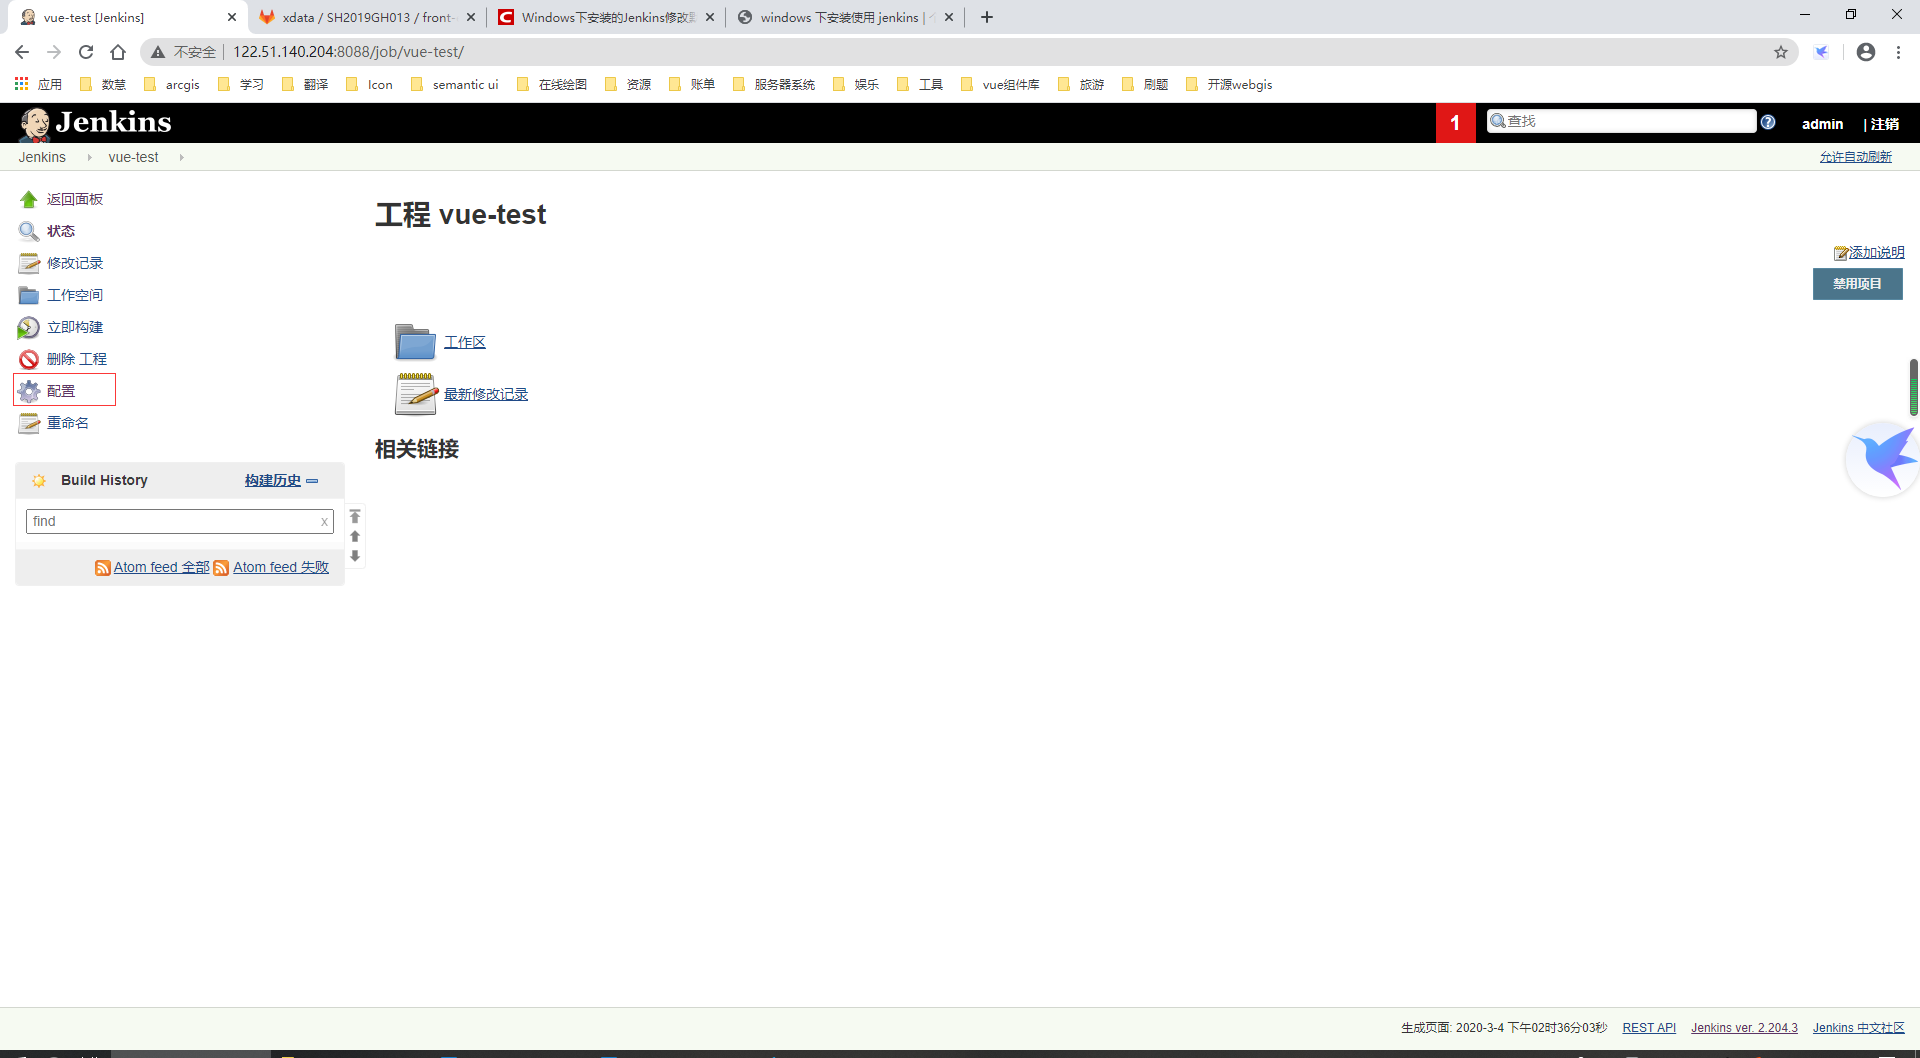 vue-test [Jenkins]
xdata / SH2019GH013 / front-
Windows下安装的Jenkins修改
windows 下安装使用 jenkins |
不安全 122.51.140.204:8088/job/vue-test/
应用 数慧 arcgis 学习 翻译 Icon semantic ui 在线绘图 资源 账单 服务器系统 娱乐 工具 vue组件库 旅游 刷题 开源webgis
Jenkins 1 查找 ? admin | 注销
Jenkins vue-test 允许自动刷新
返回面板
状态
修改记录
工作空间
立即构建
删除 工程
配置
重命名
Build History 构建历史
find x
Atom feed 全部 Atom feed 失败
工程 vue-test
添加说明
禁用项目
工作区
最新修改记录
相关链接
生成页面: 2020-3-4 下午02时36分03秒 REST API Jenkins ver. 2.204.3 Jenkins 中文社区